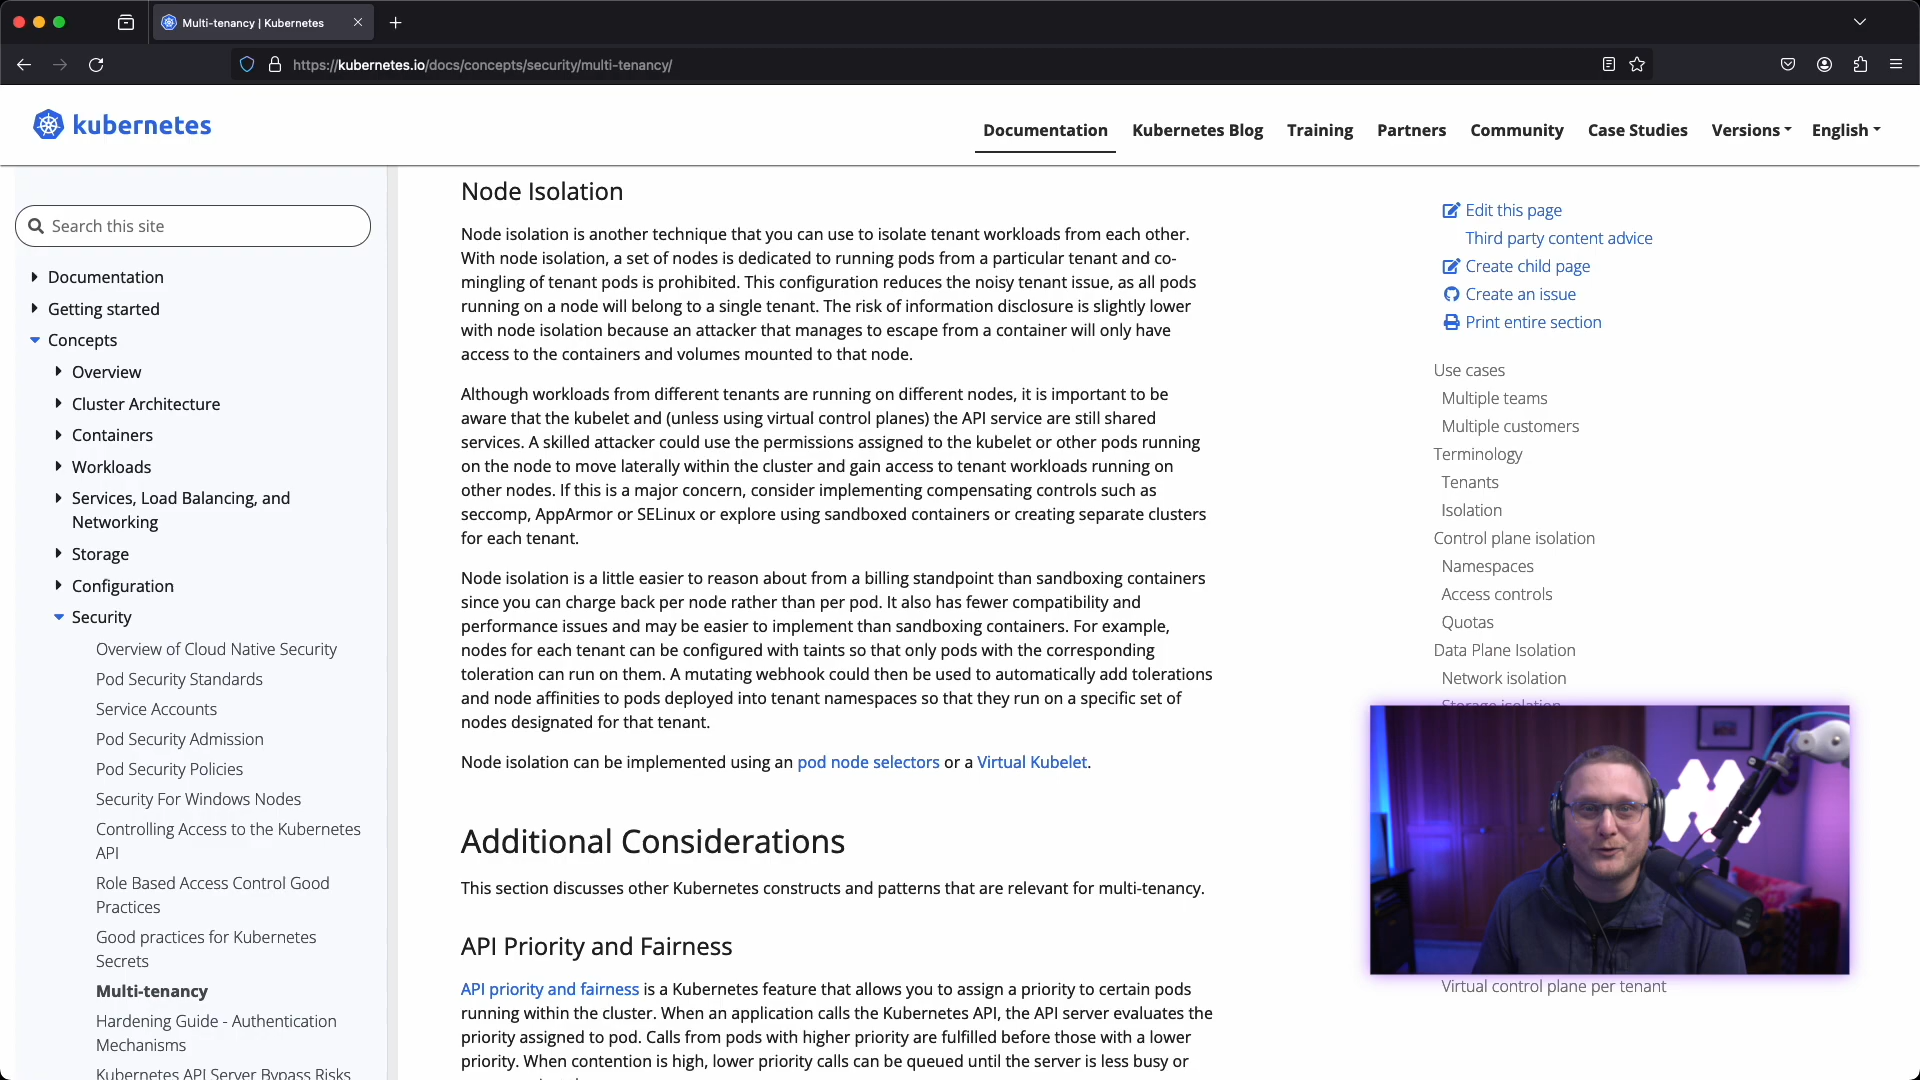 Multi-tenancy | Kubernetes
https://kubernetes.io/docs/concepts/security/multi-tenancy/
kubernetes
Documentation
Kubernetes Blog
Training
Partners
Community
Case Studies
Versions
English
Search this site
Documentation
Getting started
Concepts
Overview
Cluster Architecture
Containers
Workloads
Services, Load Balancing, and
Networking
Storage
Configuration
Security
Overview of Cloud Native Security
Pod Security Standards
Service Accounts
Pod Security Admission
Pod Security Policies
Security For Windows Nodes
Controlling Access to the Kubernetes
API
Role Based Access Control Good
Practices
Good practices for Kubernetes
Secrets
Multi-tenancy
Hardening Guide - Authentication
Mechanisms
Kubernetes API Server Bypass Risks
Node Isolation
Node isolation is another technique that you can use to isolate tenant workloads from each other.
With node isolation, a set of nodes is dedicated to running pods from a particular tenant and co-
mingling of tenant pods is prohibited. This configuration reduces the noisy tenant issue, as all pods
running on a node will belong to a single tenant. The risk of information disclosure is slightly lower
with node isolation because an attacker that manages to escape from a container will only have
access to the containers and volumes mounted to that node.
Although workloads from different tenants are running on different nodes, it is important to be
aware that the kubelet and (unless using virtual control planes) the API service are still shared
services. A skilled attacker could use the permissions assigned to the kubelet or other pods running
on the node to move laterally within the cluster and gain access to tenant workloads running on
other nodes. If this is a major concern, consider implementing compensating controls such as
seccomp, AppArmor or SELinux or explore using sandboxed containers or creating separate clusters
for each tenant.
Node isolation is a little easier to reason about from a billing standpoint than sandboxing containers
since you can charge back per node rather than per pod. It also has fewer compatibility and
performance issues and may be easier to implement than sandboxing containers. For example,
nodes for each tenant can be configured with taints so that only pods with the corresponding
toleration can run on them. A mutating webhook could then be used to automatically add tolerations
and node affinities to pods deployed into tenant namespaces so that they run on a specific set of
nodes designated for that tenant.
Node isolation can be implemented using an pod node selectors or a Virtual Kubelet.
Additional Considerations
This section discusses other Kubernetes constructs and patterns that are relevant for multi-tenancy.
API Priority and Fairness
API priority and fairness is a Kubernetes feature that allows you to assign a priority to certain pods
running within the cluster. When an application calls the Kubernetes API, the API server evaluates the
priority assigned to pod. Calls from pods with higher priority are fulfilled before those with a lower
priority. When contention is high, lower priority calls can be queued until the server is less busy or
Edit this page
Third party content advice
Create child page
Create an issue
Print entire section
Use cases
Multiple teams
Multiple customers
Terminology
Tenants
Isolation
Control plane isolation
Namespaces
Access controls
Quotas
Data Plane Isolation
Network isolation
Storage isolation
Virtual control plane per tenant